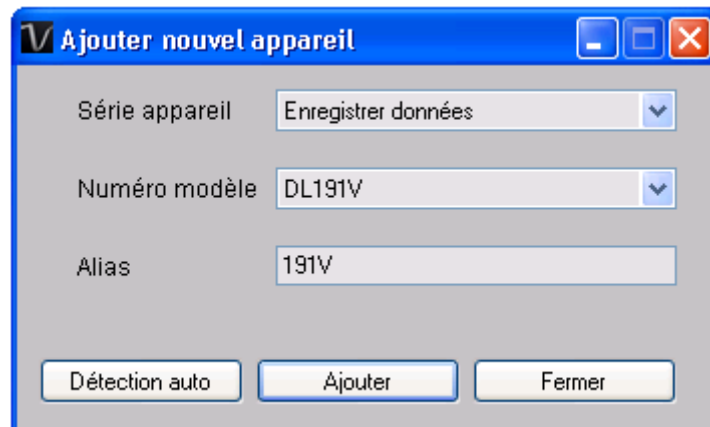 Ajouter nouvel appareil
Série appareil Enregistrer données
Numéro modèle DL191V
Alias 191V
Détection auto Ajouter Fermer